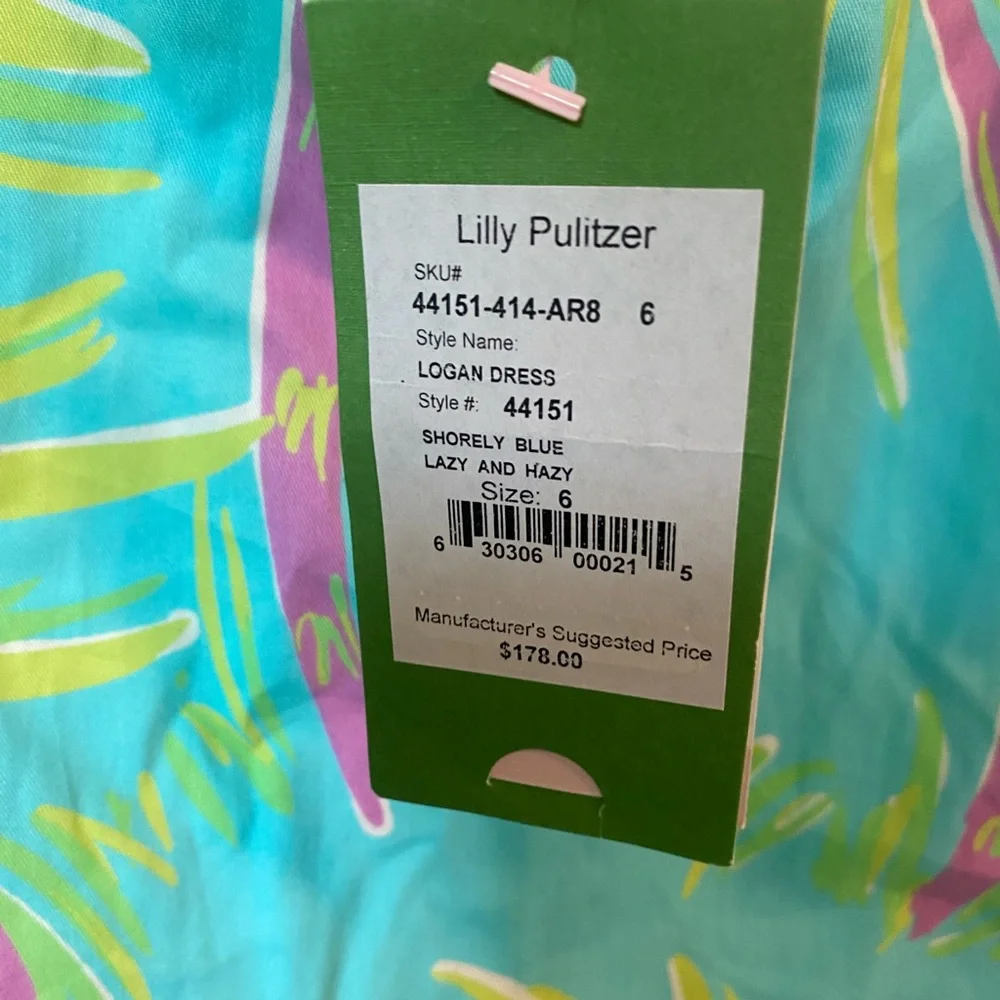 Lilly Pulitzer
SKU#
44151-414-AR8 6
Style Name:
LOGAN DRESS
Style #: 44151
SHORELY BLUE
LAZY AND HAZY
Size: 6
6 30306 00021 5
Manufacturer's Suggested Price
$178.00